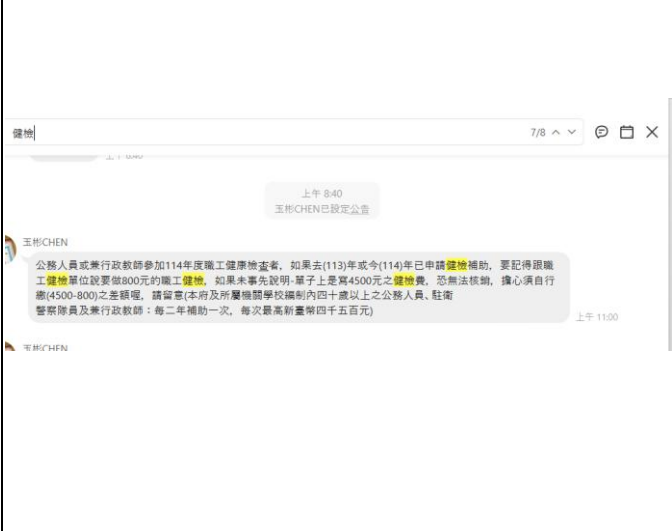 健檢
7/8
上午 8:40
上午 8:40
玉彬CHEN已設定公告
玉彬CHEN
公務人員或兼行政教師參加114年度職工健康檢查者，如果去(113)年或今(114)年已申請健檢補助，要記得跟職
工健檢單位說要做800元的職工健檢，如果未事先說明-單子上是寫4500元之健檢費，恐無法核銷，擔心須自行
繳(4500-800)之差額喔，請留意(本府及所屬機關學校編制內四十歲以上之公務人員、駐衛
警察隊員及兼行政教師：每二年補助一次，每次最高新臺幣四千五百元)
上午 11:00
玉彬CHEN